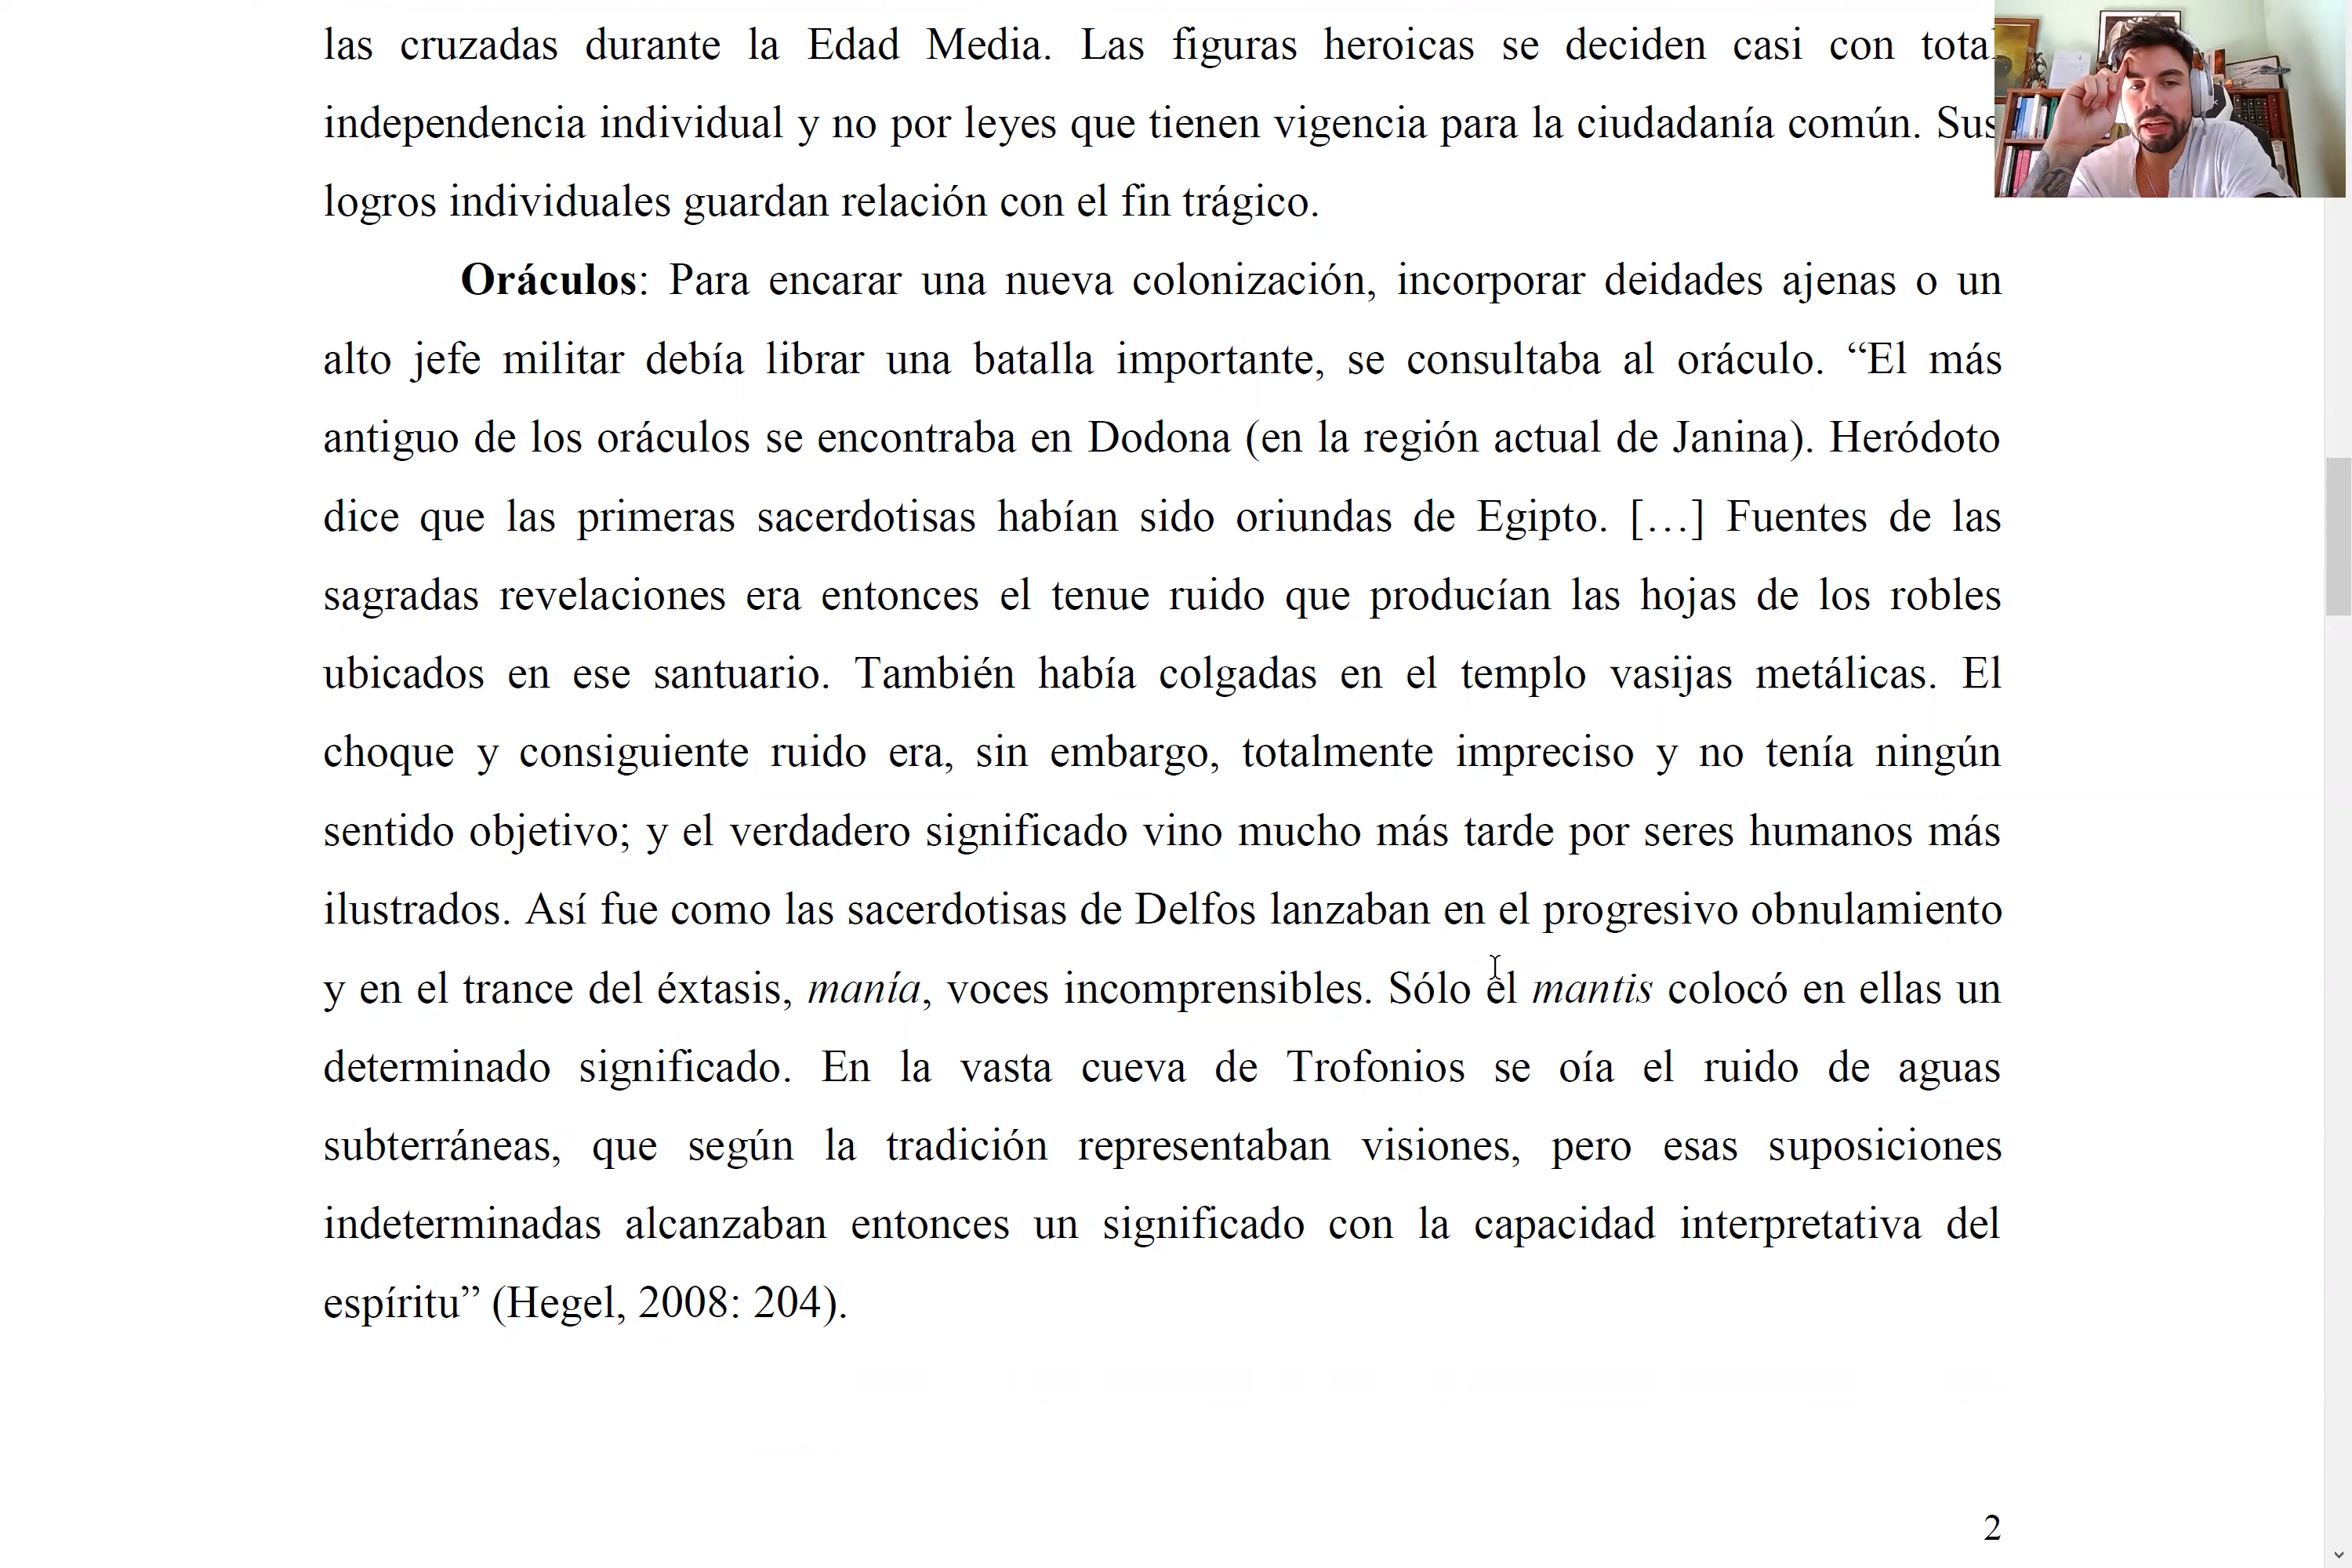 las cruzadas durante la Edad Media. Las figuras heroicas se deciden casi con total
independencia individual y no por leyes que tienen vigencia para la ciudadanía común. Sus
logros individuales guardan relación con el fin trágico.
Oráculos: Para encarar una nueva colonización, incorporar deidades ajenas o un
alto jefe militar debía librar una batalla importante, se consultaba al oráculo. “El más
antiguo de los oráculos se encontraba en Dodona (en la región actual de Janina). Heródoto
dice que las primeras sacerdotisas habían sido oriundas de Egipto. […] Fuentes de las
sagradas revelaciones era entonces el tenue ruido que producían las hojas de los robles
ubicados en ese santuario. También había colgadas en el templo vasijas metálicas. El
choque y consiguiente ruido era, sin embargo, totalmente impreciso y no tenía ningún
sentido objetivo; y el verdadero significado vino mucho más tarde por seres humanos más
ilustrados. Así fue como las sacerdotisas de Delfos lanzaban en el progresivo obnulamiento
y en el trance del éxtasis, manía, voces incomprensibles. Sólo el mantis colocó en ellas un
determinado significado. En la vasta cueva de Trofonios se oía el ruido de aguas
subterráneas, que según la tradición representaban visiones, pero esas suposiciones
indeterminadas alcanzaban entonces un significado con la capacidad interpretativa del
espíritu” (Hegel, 2008: 204).
2